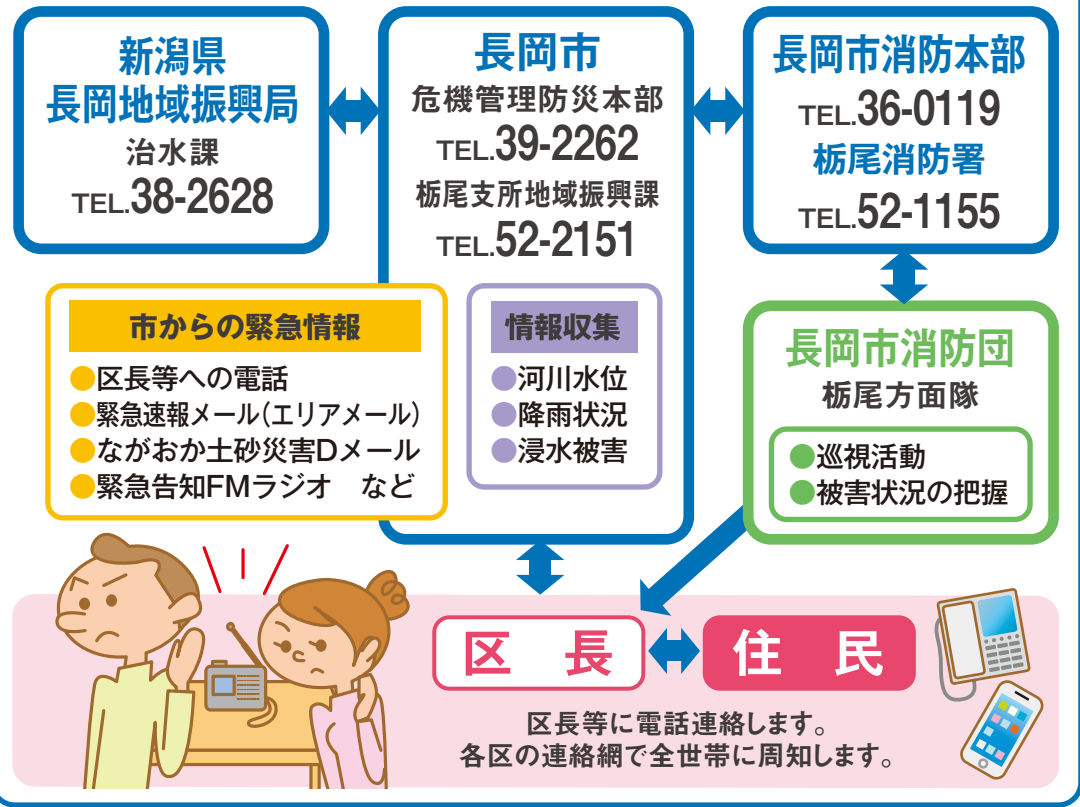 新潟県
長岡地域振興局
治水課
TEL.38-2628
長岡市
危機管理防災本部
TEL.39-2262
栃尾支所地域振興課
TEL.52-2151
長岡市消防本部
TEL.36-0119
栃尾消防署
TEL.52-1155
市からの緊急情報
●区長等への電話
●緊急速報メール(エリアメール)
●ながおか土砂災害Dメール
●緊急告知FMラジオ　など
情報収集
●河川水位
●降雨状況
●浸水被害
長岡市消防団
栃尾方面隊
●巡視活動
●被害状況の把握
区　長
住　民
区長等に電話連絡します。
各区の連絡網で全世帯に周知します。